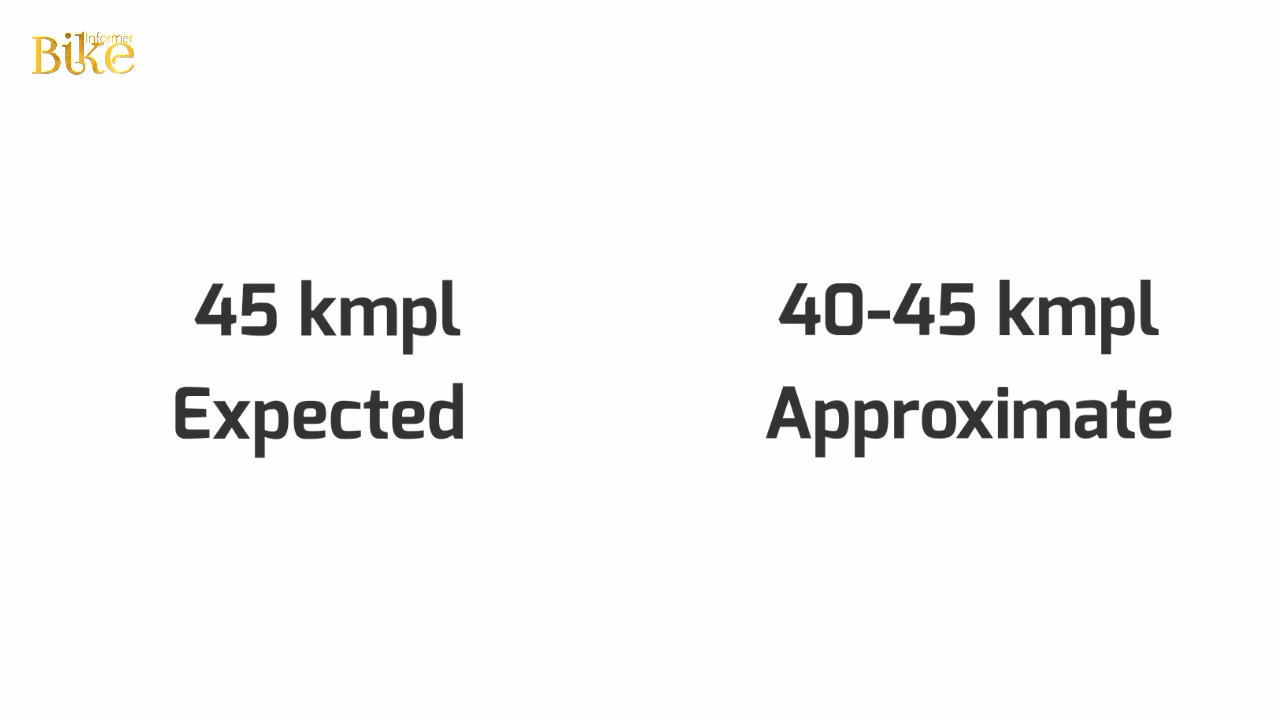 Bike Informer
45 kmpl
Expected
40-45 kmpl
Approximate